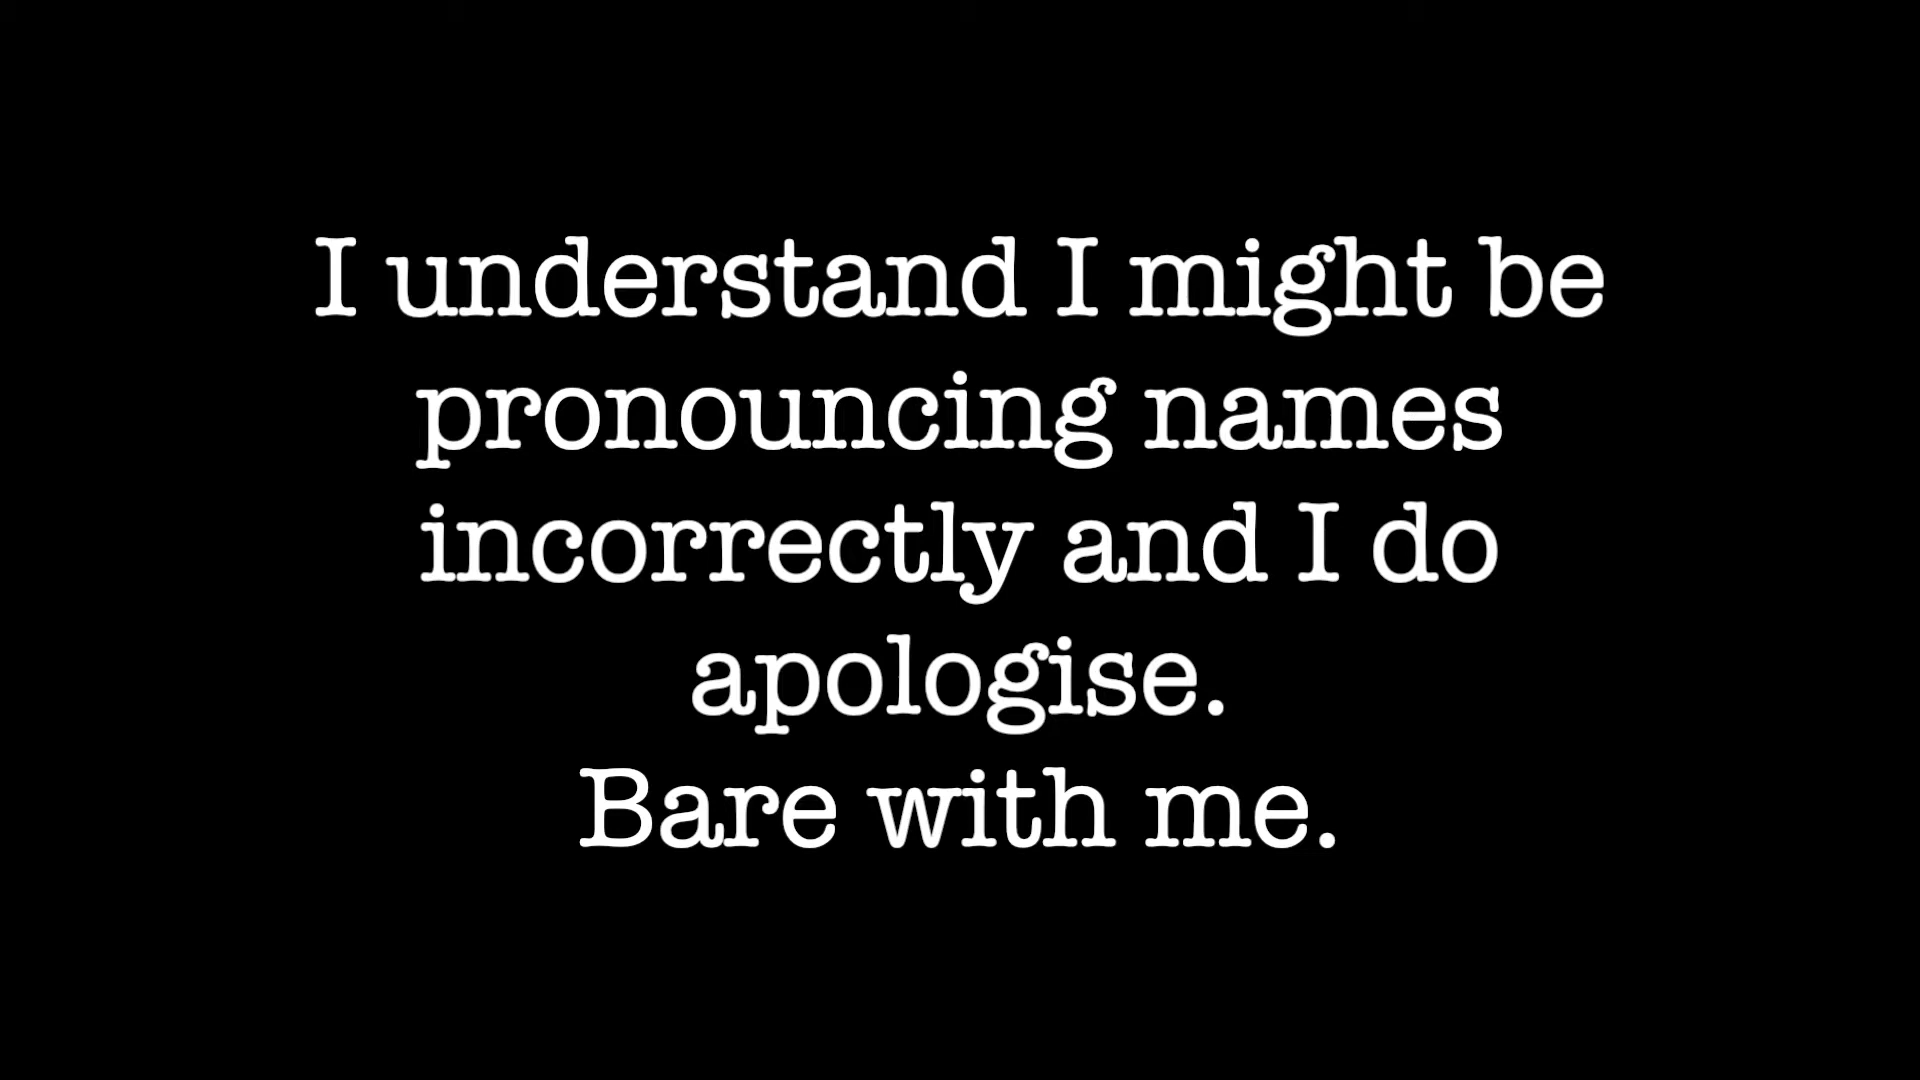 I understand I might be
pronouncing names
incorrectly and I do
apologise.
Bare with me.